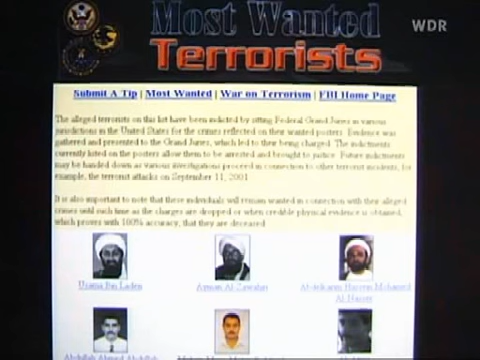 Most Wanted
WDR
Terrorists
Submit A Tip | Most Wanted | War on Terrorism | FBI Home Page
The alleged terrorists on this list have been indicted by sitting Federal Grand Juries in various
jurisdictions in the United States for the crimes reflected on their wanted posters. Evidence was
gathered and presented to the Grand Juries, which led to their being charged. The indictments
currently listed on the posters allow them to be arrested and brought to justice. Future indictments
may be handed down as various investigations proceed in connection to other terrorist incidents, for
example, the terrorist attacks on September 11, 2001.
It is also important to note that these individuals will remain wanted in connection with their alleged
crimes until such time as the charges are dropped or when credible physical evidence is obtained,
which proves with 100% accuracy, that they are deceased.
Usama Bin Laden
Ayman Al-Zawahiri
Abdelkarim Hussein Mohamed
Al-Nasser
Abdullah Ahmed Abdullah